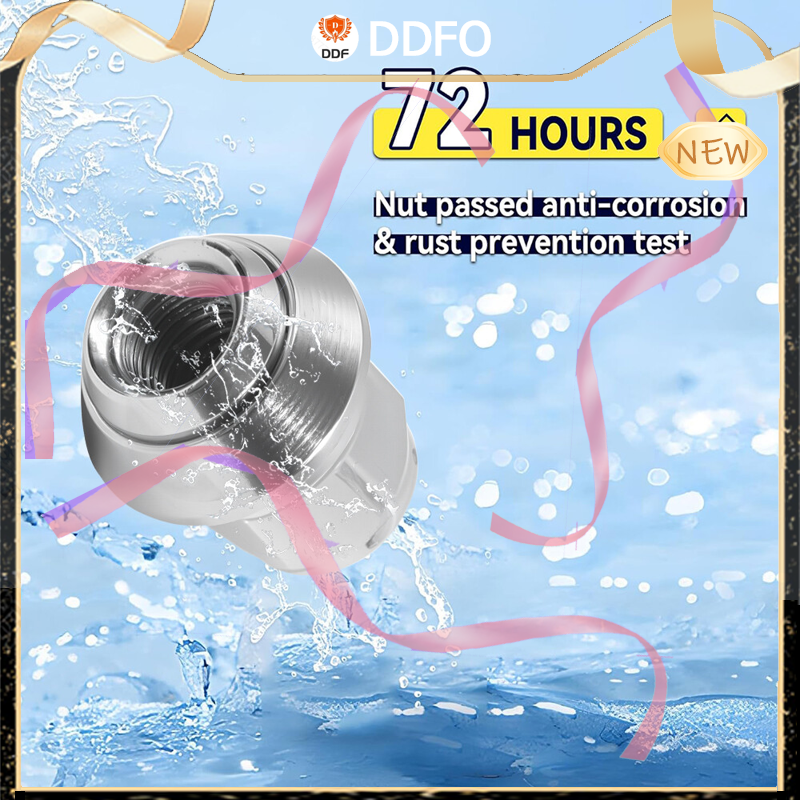 DDF
DDFO
72 HOURS
NEW
Nut passed anti-corrosion
& rust prevention test